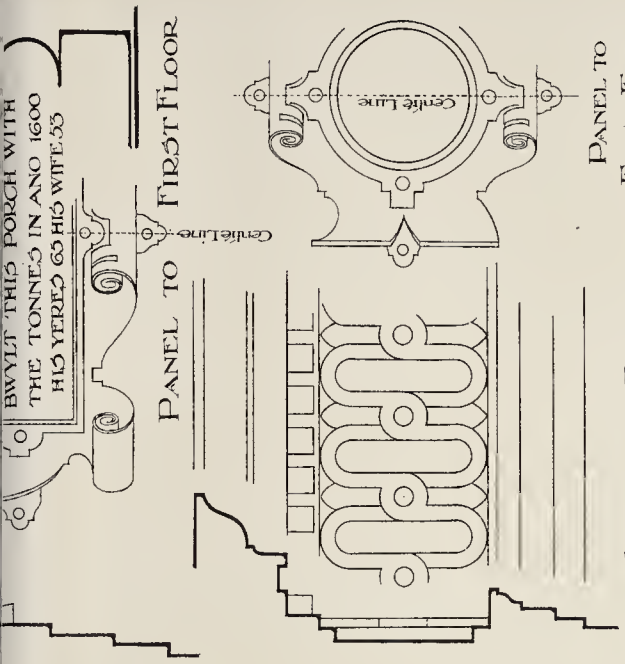 BWYLT THIS PORCH WITH
THE TONNES IN ANO 1600
HIS YERES 63 HIS WIFE 53
Centre Line
PANEL TO FIRST FLOOR
Centre Line
PANEL TO